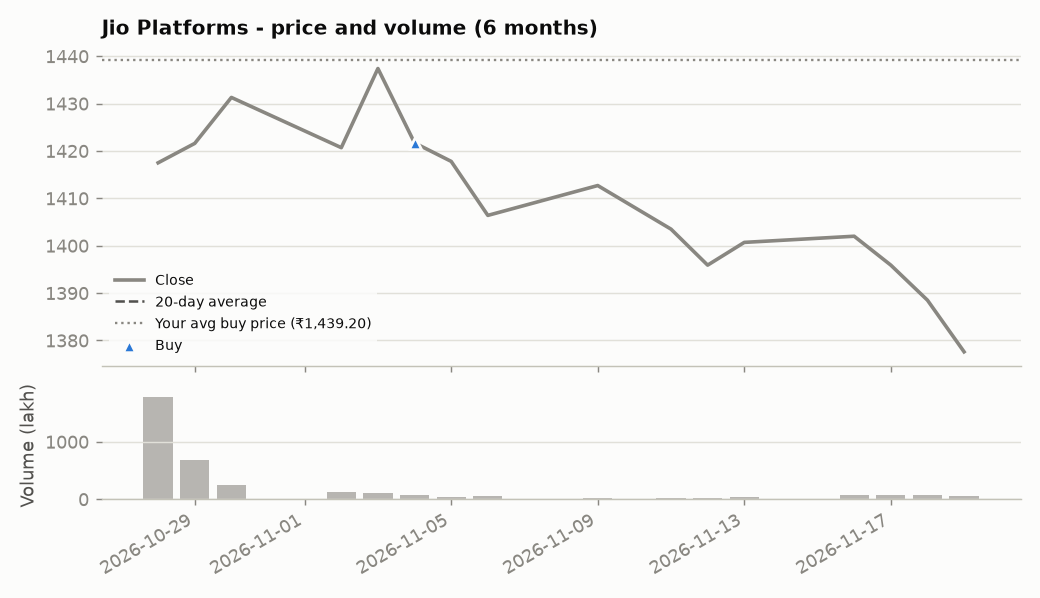 Jio Platforms - price and volume (6 months)
1440
1430
1420
1410
1400
1390
1380
Close
20-day average
Your avg buy price (₹1,439.20)
Buy
Volume (lakh)
1000
0
2026-10-29
2026-11-01
2026-11-05
2026-11-09
2026-11-13
2026-11-17